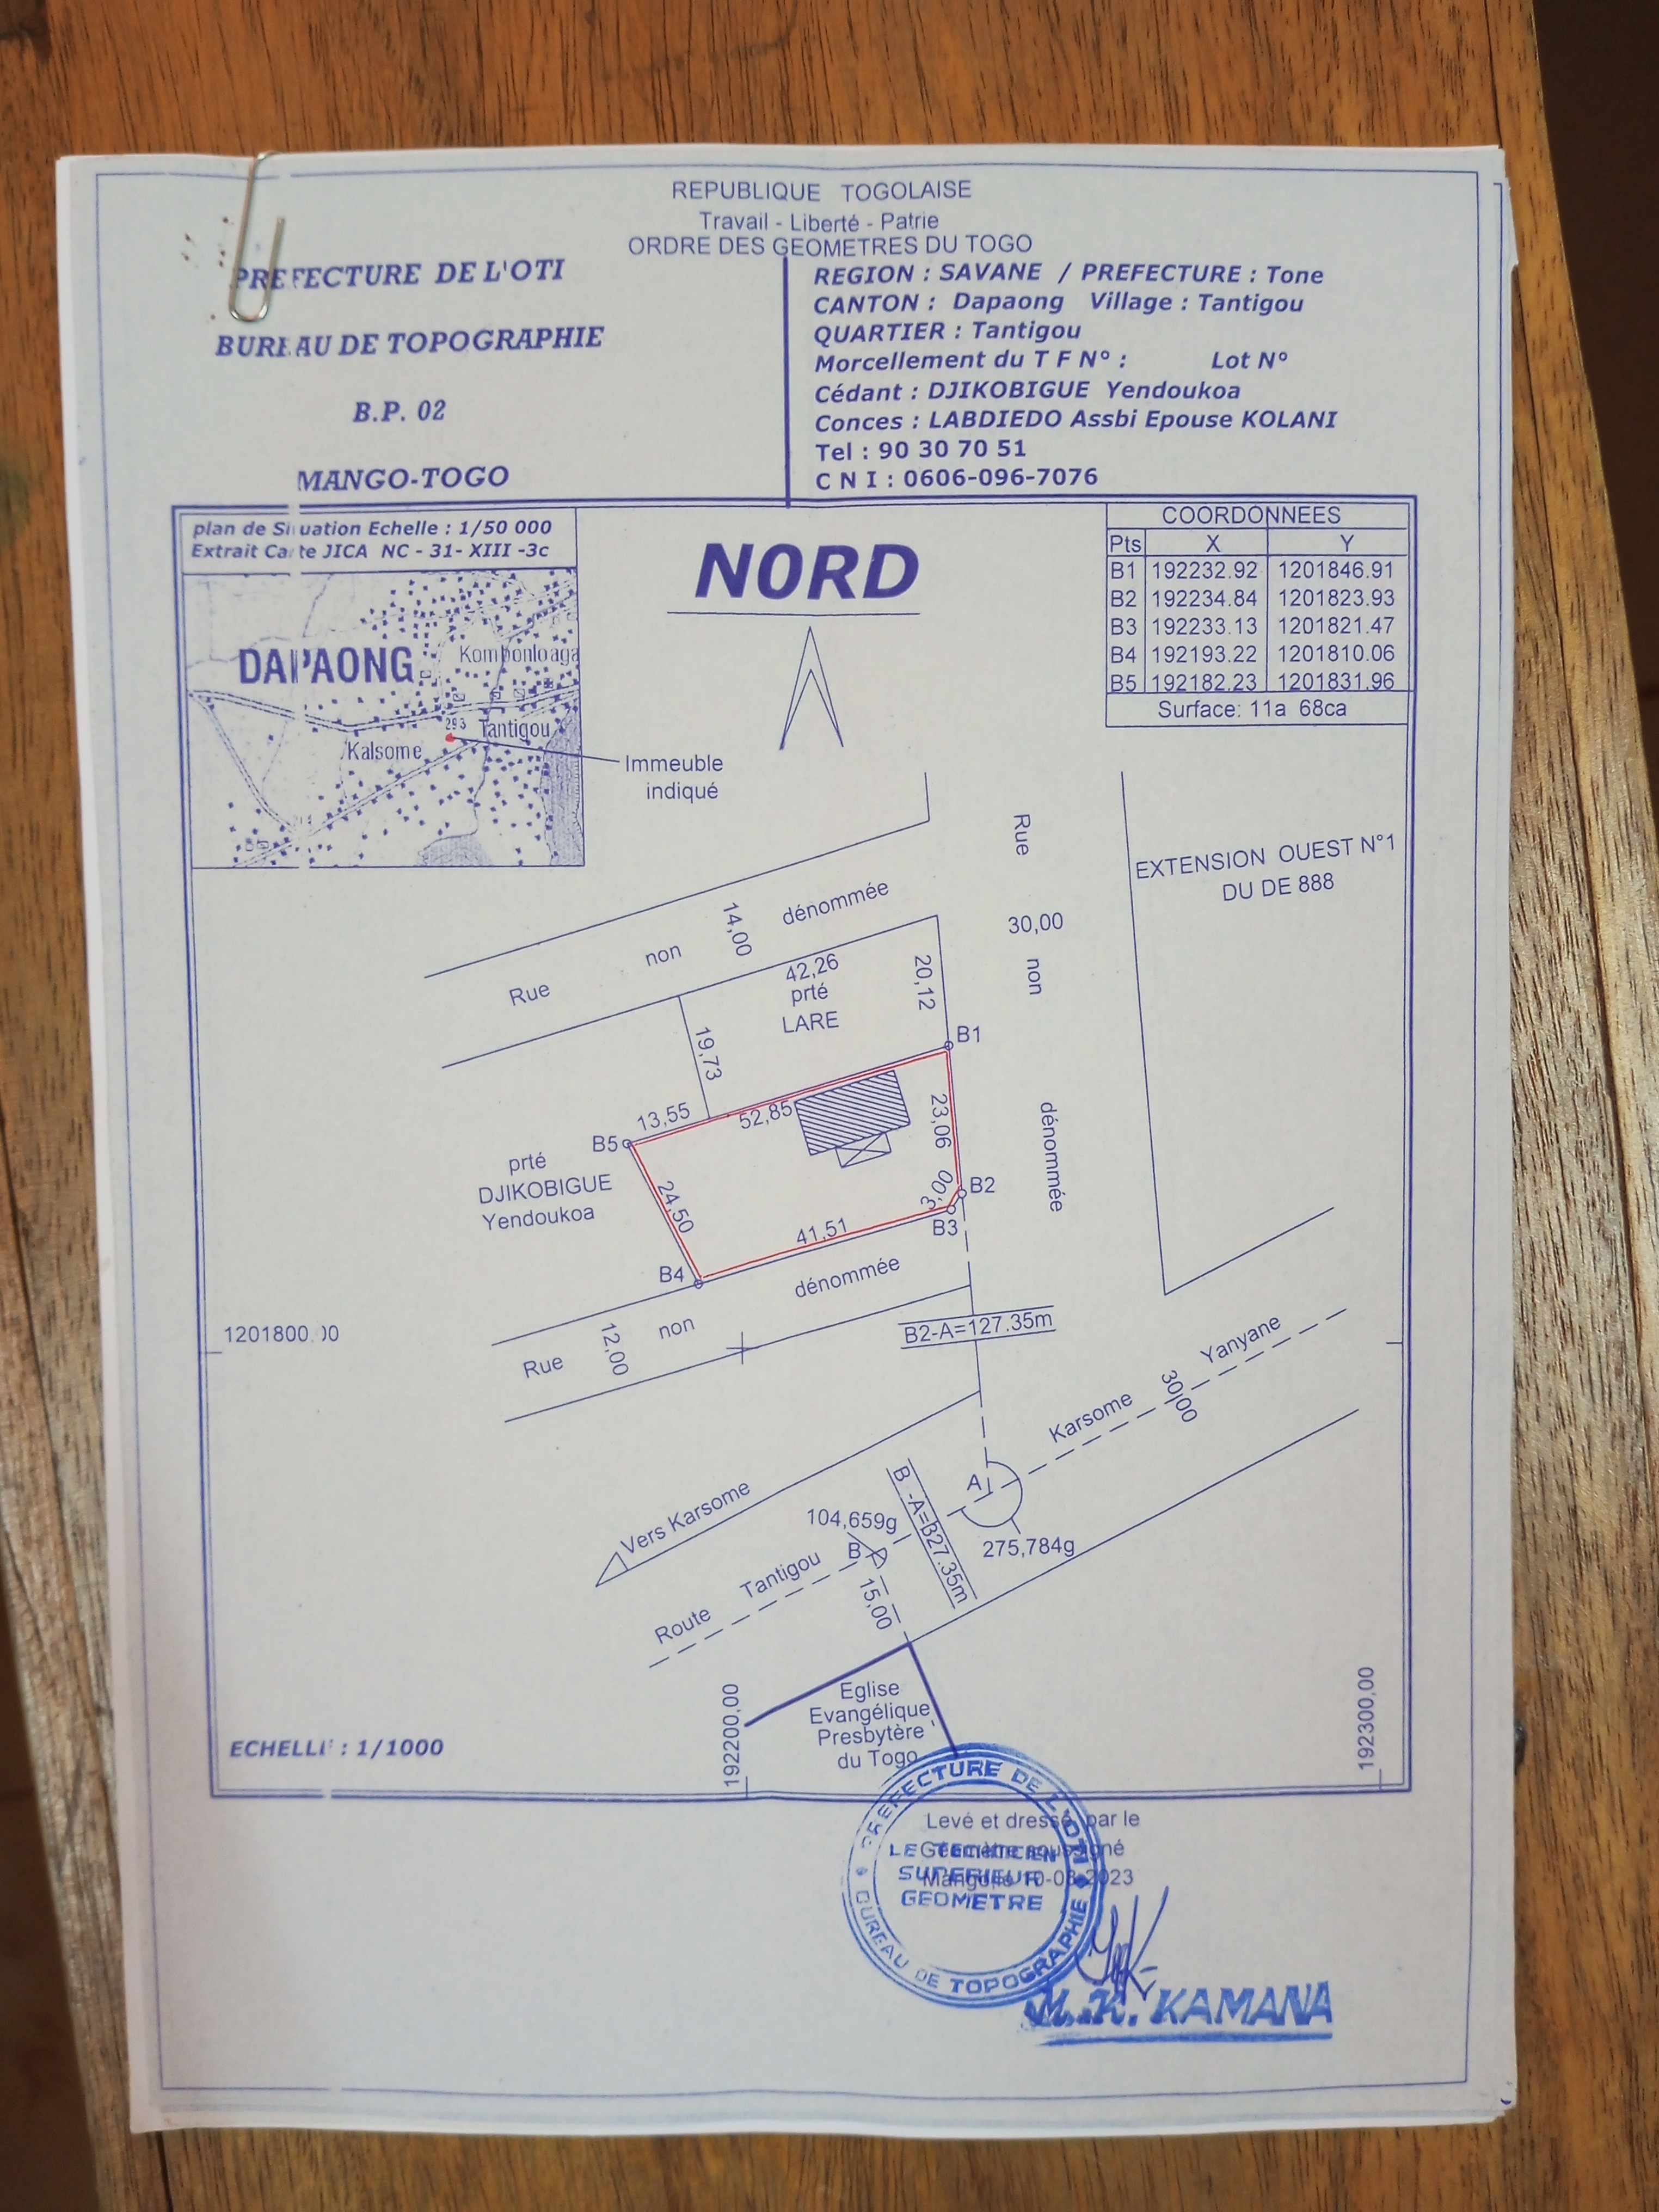 REPUBLIQUE TOGOLAISE
Travail - Liberté - Patrie
ORDRE DES GEOMETRES DU TOGO
PREFECTURE DE L'OTI
BUREAU DE TOPOGRAPHIE
B.P. 02
MANGO-TOGO
REGION : SAVANE / PREFECTURE : Tone
CANTON : Dapaong Village : Tantigou
QUARTIER : Tantigou
Morcellement du T F N° : Lot N°
Cédant : DJIKOBIGUE Yendoukoa
Conces : LABDIEDO Assbi Epouse KOLANI
Tel : 90 30 70 51
C N I : 0606-096-7076
plan de Situation Echelle : 1/50 000
Extrait Carte JICA NC - 31- XIII -3c
DAPAONG
Kombonloaga
293
Tantigou
Kalsome
Immeuble
indiqué
NORD
COORDONNEES
Pts X Y
B1 192232.92 1201846.91
B2 192234.84 1201823.93
B3 192233.13 1201821.47
B4 192193.22 1201810.06
B5 192182.23 1201831.96
Surface: 11a 68ca
EXTENSION OUEST N°1
DU DE 888
Rue
30,00
non
dénommée
Rue non 14,00 dénommée
42,26
prté
LARE
20,12
19,73
B1
13,55
52,85
23,06
B5
prté
DJIKOBIGUE
Yendoukoa
24,50
3,00
B2
B3
41,51
B4
Rue 12,00 non dénommée
1201800.00
B2-A=127.35m
Karsome Yanyane
30,00
Vers Karsome
104,659g
B
A
B -A=B27.35m
275,784g
Route Tantigou
15,00
Eglise
Evangélique
Presbytère
du Togo
192200,00
192300,00
ECHELLE : 1/1000
Levé et dressé par le
Géomètre soussigné
PREFECTURE DE L'OTI
LE TECHNICIEN
SUPERIEUR
GEOMETRE
BUREAU DE TOPOGRAPHIE
M.K. KAMANA